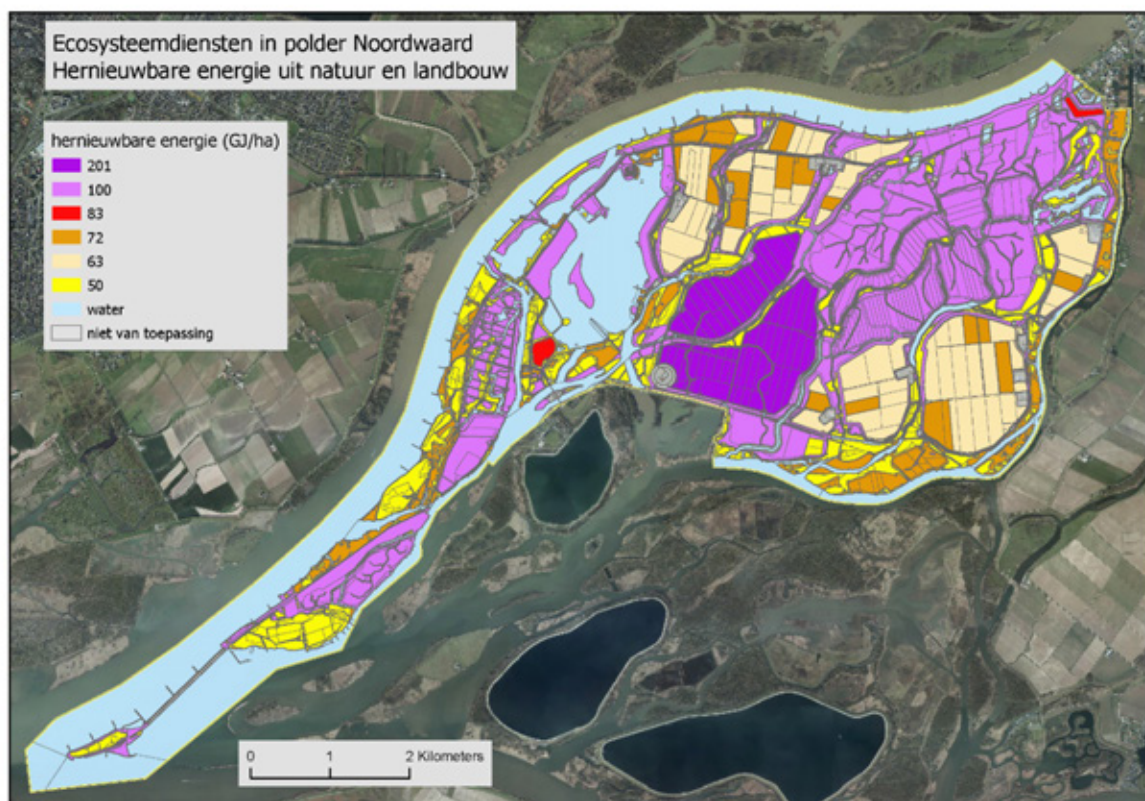 Ecosysteemdiensten in polder Noordwaard
Hernieuwbare energie uit natuur en landbouw
hernieuwbare energie (GJ/ha)
201
100
83
72
63
50
water
niet van toepassing
0 1 2 Kilometers